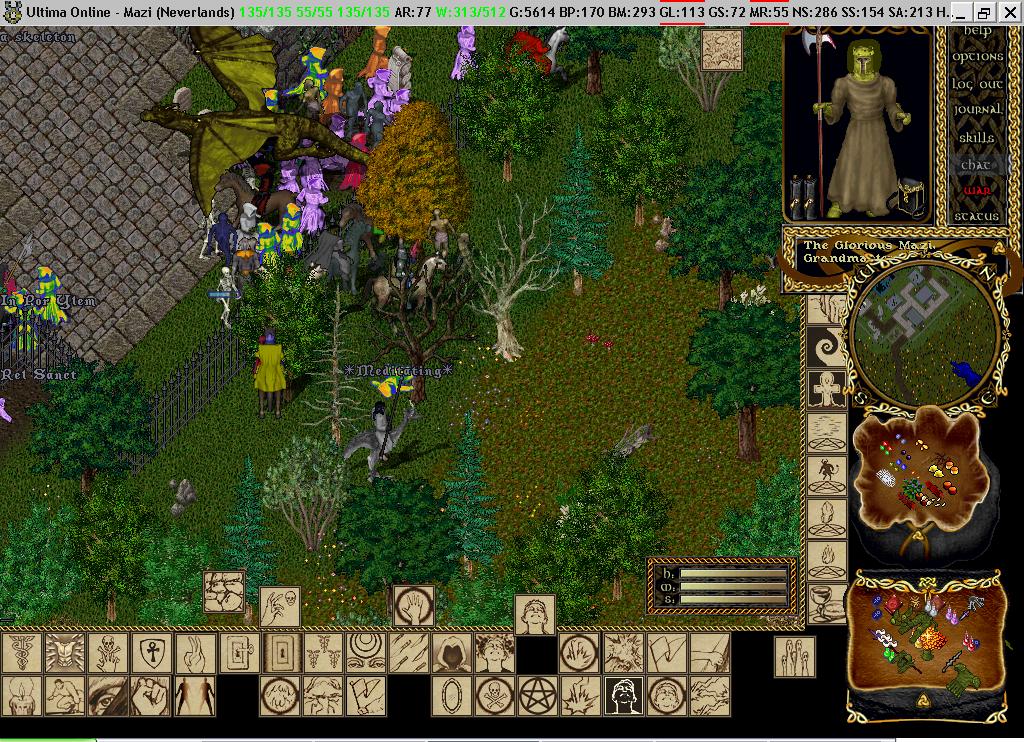 Ultima Online - Mazi (Neverlands) 135/135 55/55 135/135 AR:77 W:313/512 G:5614 BP:170 BM:293 GL:113 GS:72 MR:55 NS:286 SS:154 SA:213 H..
a skeleton
help
options
log out
journal
skills
chat
war
status
The Glorious Mazi,
Grandma
In Por Ylem
Rel Sanct
*Meditating*
h:
m:
s: